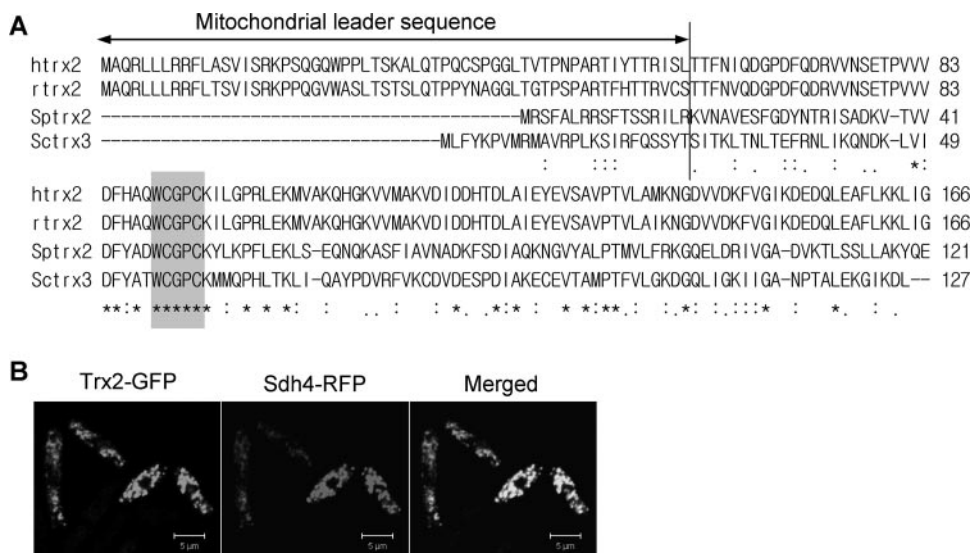 A
Mitochondrial leader sequence
htrx2 MAQRLLLRRFLASVISRKPSQGQWPPLTSKALQTPQCSPGGLTVTPNPARTIYTTRISLTTFNIQDGPDFQDRVVNSETPVVV 83
rtrx2 MAQRLLLRRFLTSVISRKPPQGVWASLTSTSLQTPPYNAGGLTGTPSPARTFHTTRVCSTTFNVQDGPDFQDRVVNSETPVVV 83
Sptrx2 -----------------------------------------------------------MRSFALRRSFTSSRILRKVNAVESFGDYNTRISADKV-TVV 41
Sctrx3 ------------------------------------------------MLFYKPVMRMAVRPLKSIRFQSSYTSITKLTNLTEFRNLIKQNDK-LVI 49
: ::: . : :: . : *:
htrx2 DFHAQWCGPCKILGPRLEKMVAKQHGKVVMAKVDIDDHTDLAIEYEVSAVPTVLAMKNGDVVDKFVGIKDEDQLEAFLKKLIG 166
rtrx2 DFHAQWCGPCKILGPRLEKMVAKQHGKVVMAKVDIDDHTDLAIEYEVSAVPTVLAIKNGDVVDKFVGIKDEDQLEAFLKKLIG 166
Sptrx2 DFYADWCGPCKYLKPFLEKLS-EQNQKASFIAVNADKFSDIAQKNGVYALPTMVLFRKGQELDRIVGA-DVKTLSSLLAKYQE 121
Sctrx3 DFYATWCGPCKMMQPHLTKLI-QAYPDVRFVKCDVDESPDIAKECEVTAMPTFVLGKDGQLIGKIIGA-NPTALEKGIKDL-- 127
**:* ****** : * * *: : .. : *. .*:* : * *:**.: :.*: :.:::* : *. : .
B
Trx2-GFP Sdh4-RFP Merged
5 µm 5 µm 5 µm